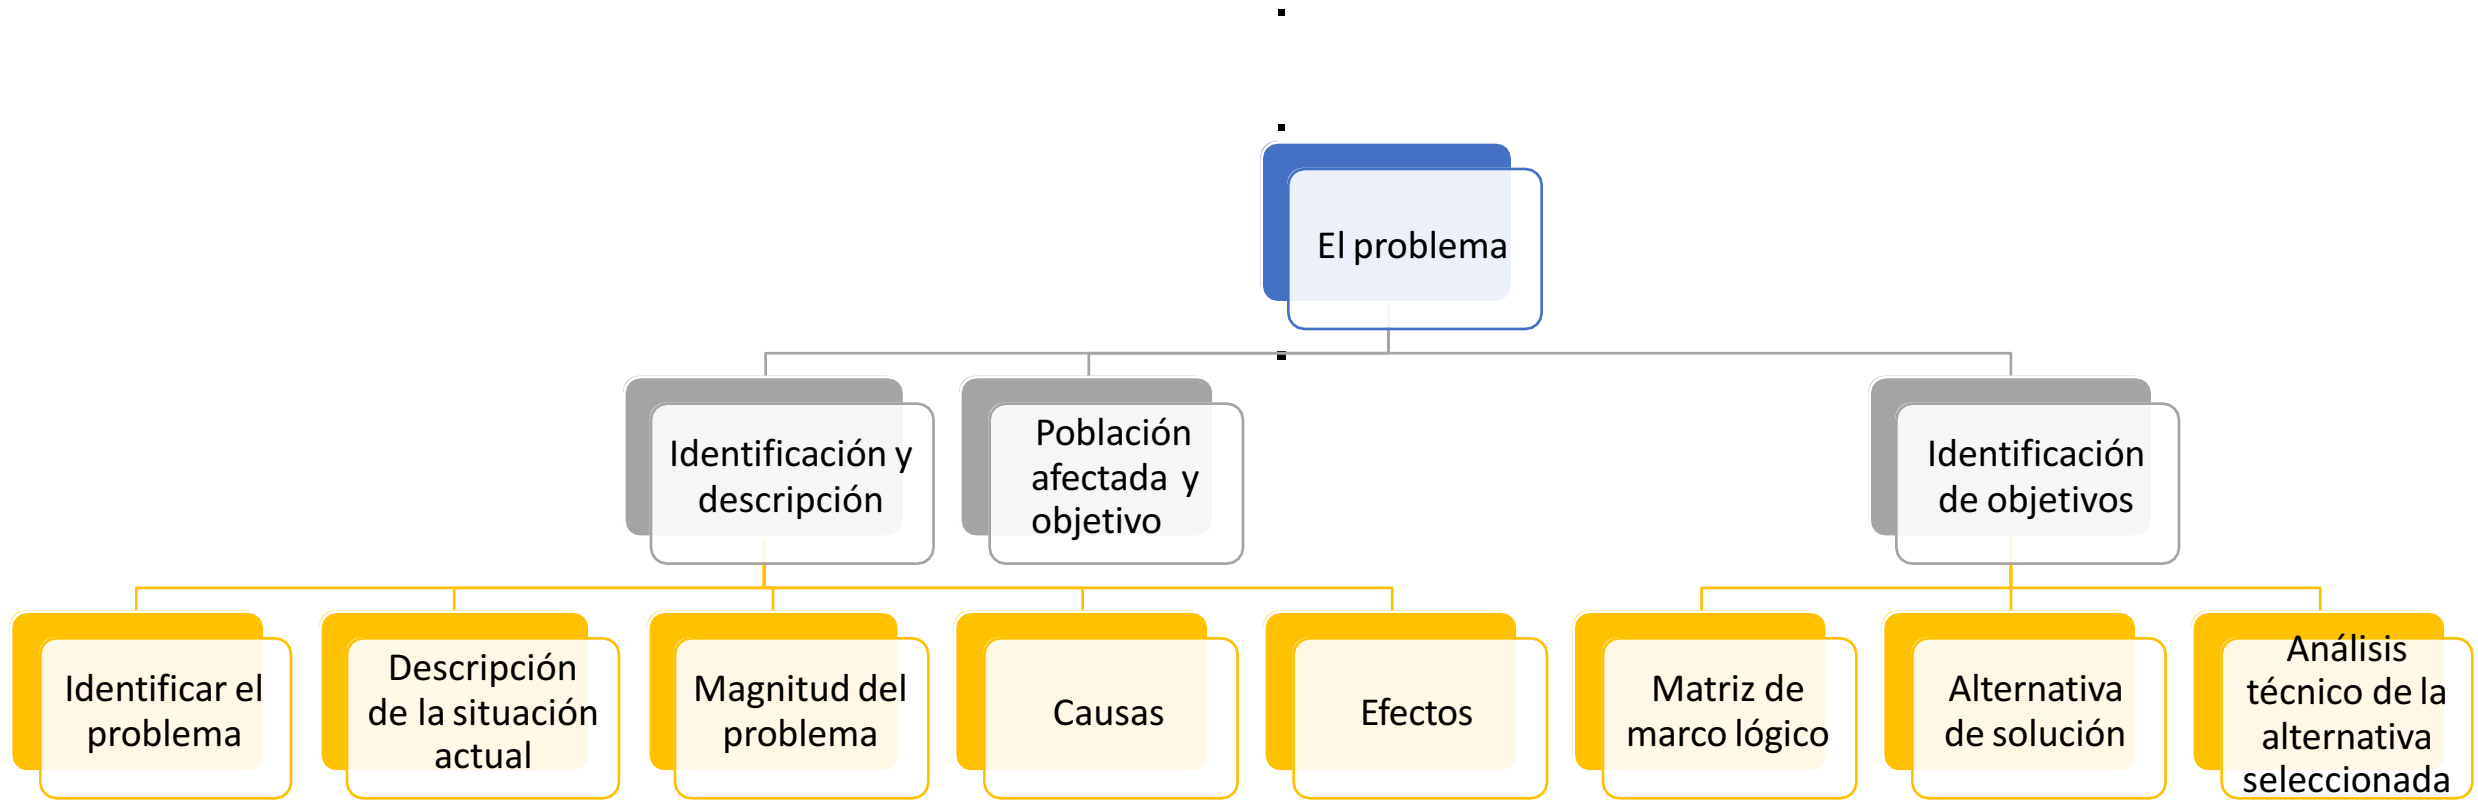 El problema
Identificación y
descripción
Población
afectada y
objetivo
Identificación
de objetivos
Identificar el
problema
Descripción
de la situación
actual
Magnitud del
problema
Causas
Efectos
Matriz de
marco lógico
Alternativa
de solución
Análisis
técnico de la
alternativa
seleccionada